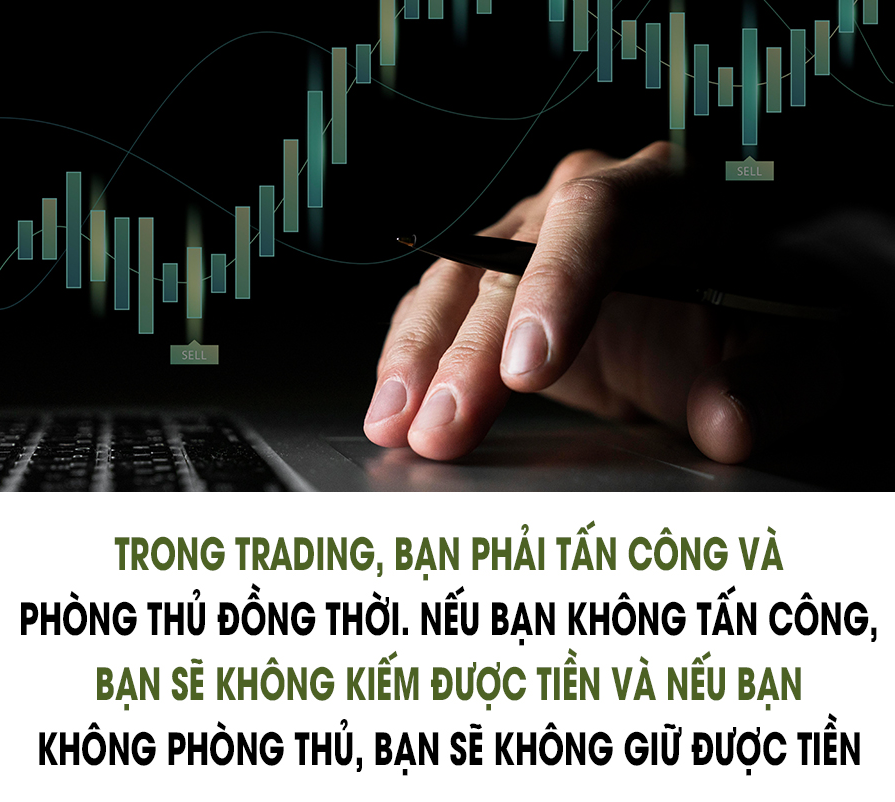 SELL
SELL
TRONG TRADING, BẠN PHẢI TẤN CÔNG VÀ
PHÒNG THỦ ĐỒNG THỜI. NẾU BẠN KHÔNG TẤN CÔNG,
BẠN SẼ KHÔNG KIẾM ĐƯỢC TIỀN VÀ NẾU BẠN
KHÔNG PHÒNG THỦ, BẠN SẼ KHÔNG GIỮ ĐƯỢC TIỀN